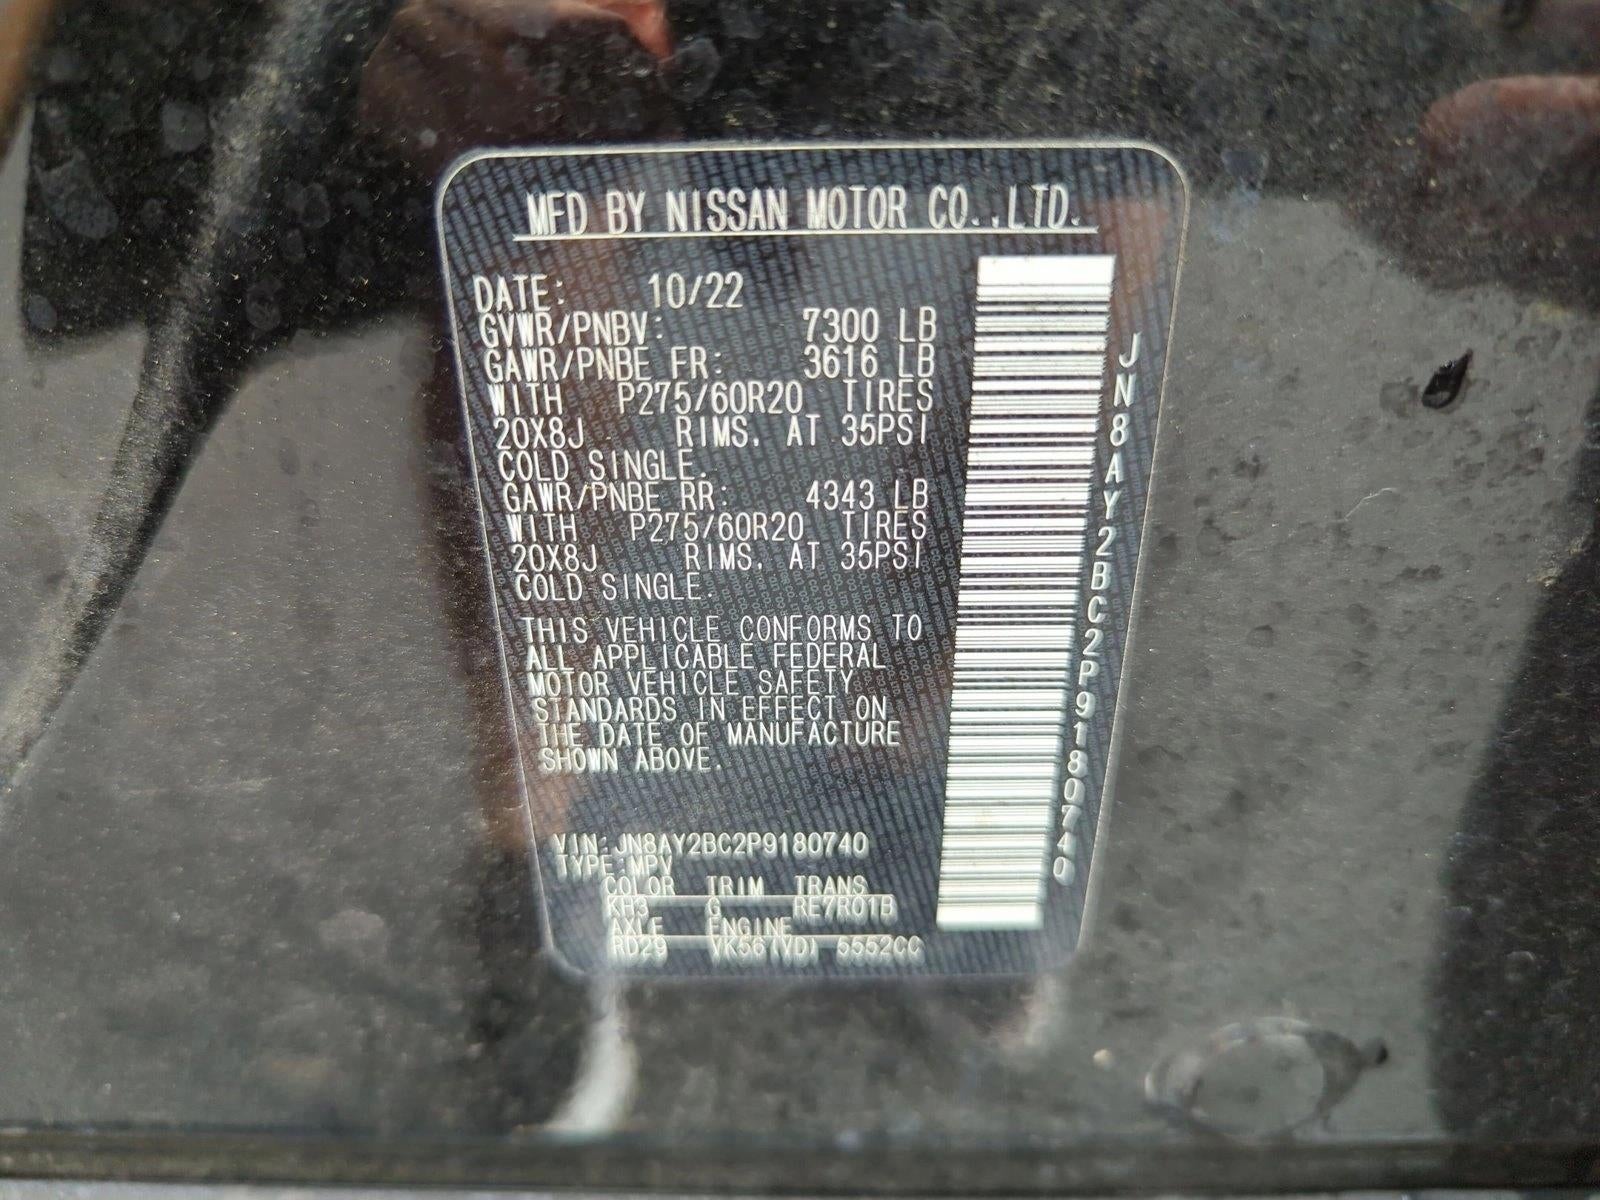 MFD BY NISSAN MOTOR CO.,LTD.
DATE: 10/22
GVWR/PNBV: 7300 LB
GAWR/PNBE FR: 3616 LB
WITH P275/60R20 TIRES
20X8J RIMS. AT 35PSI
COLD SINGLE.
GAWR/PNBE RR: 4343 LB
WITH P275/60R20 TIRES
20X8J RIMS. AT 35PSI
COLD SINGLE.
THIS VEHICLE CONFORMS TO
ALL APPLICABLE FEDERAL
MOTOR VEHICLE SAFETY
STANDARDS IN EFFECT ON
THE DATE OF MANUFACTURE
SHOWN ABOVE.
VIN:JN8AY2BC2P9180740
TYPE:MPV
COLOR TRIM TRANS
KH3 G RE7R01B
AXLE ENGINE
RD29 VK56(VD) 5552CC
JN8AY2BC2P9180740